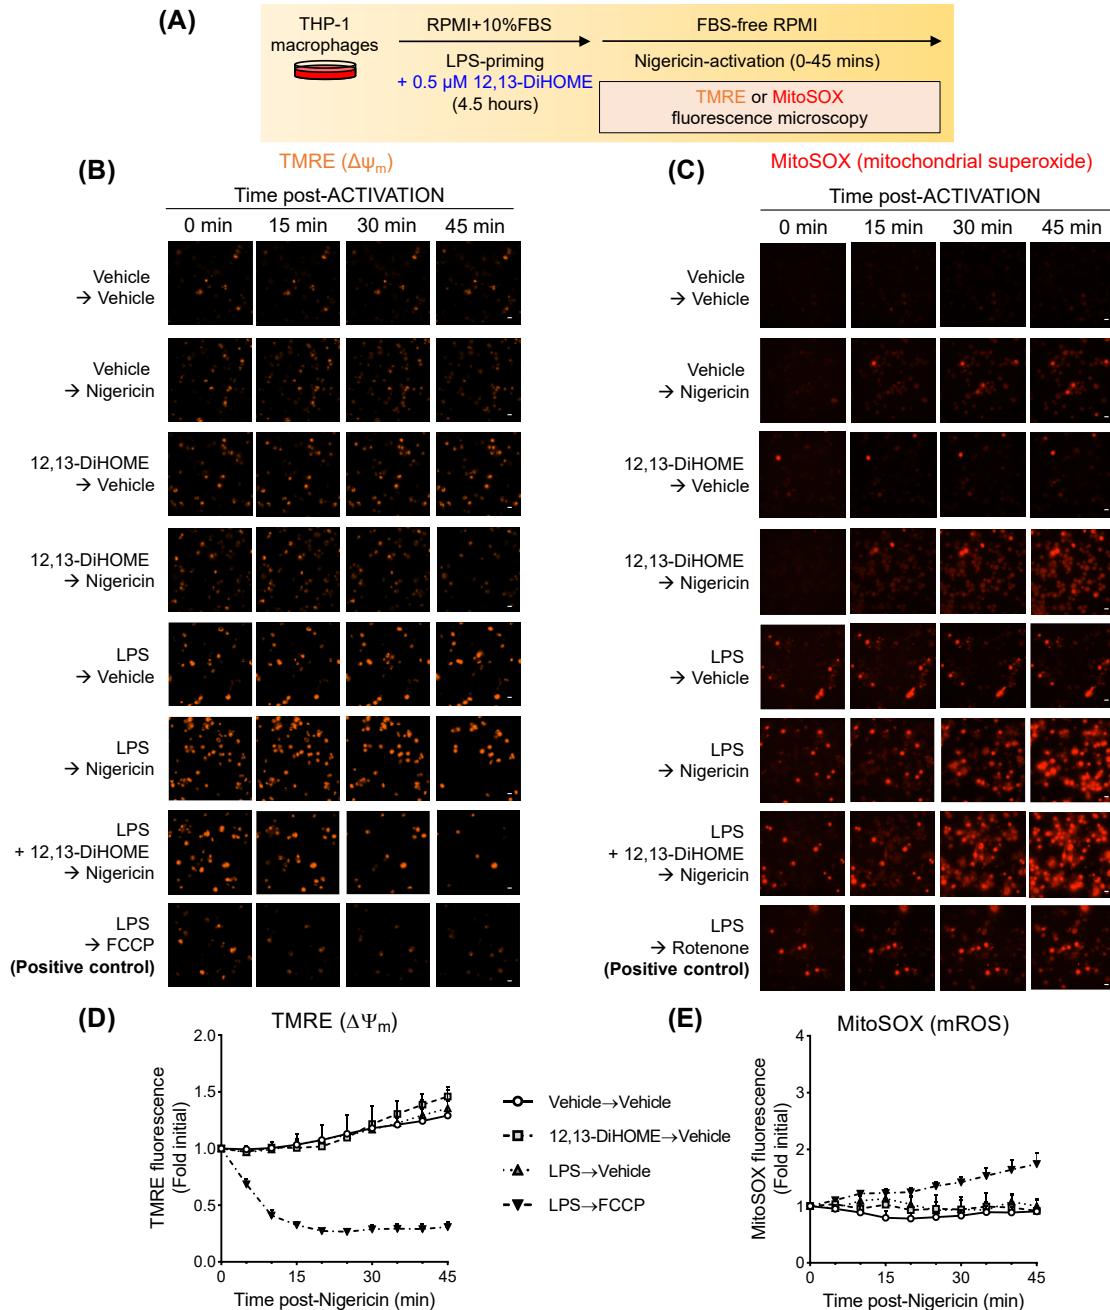 (A)
THP-1
macrophages
RPMI+10%FBS
LPS-priming
+ 0.5 µM 12,13-DiHOME
(4.5 hours)
FBS-free RPMI
Nigericin-activation (0-45 mins)
TMRE or MitoSOX
fluorescence microscopy
(B)
TMRE (Δψm)
Time post-ACTIVATION
0 min 15 min 30 min 45 min
Vehicle
→ Vehicle
Vehicle
→ Nigericin
12,13-DiHOME
→ Vehicle
12,13-DiHOME
→ Nigericin
LPS
→ Vehicle
LPS
→ Nigericin
LPS
+ 12,13-DiHOME
→ Nigericin
LPS
→ FCCP
(Positive control)
(C)
MitoSOX (mitochondrial superoxide)
Time post-ACTIVATION
0 min 15 min 30 min 45 min
Vehicle
→ Vehicle
Vehicle
→ Nigericin
12,13-DiHOME
→ Vehicle
12,13-DiHOME
→ Nigericin
LPS
→ Vehicle
LPS
→ Nigericin
LPS
+ 12,13-DiHOME
→ Nigericin
LPS
→ Rotenone
(Positive control)
(D)
TMRE (ΔΨm)
TMRE fluorescence
(Fold initial)
2.0
1.5
1.0
0.5
0.0
0 15 30 45
Time post-Nigericin (min)
Vehicle→Vehicle
12,13-DiHOME→Vehicle
LPS→Vehicle
LPS→FCCP
(E)
MitoSOX (mROS)
MitoSOX fluorescence
(Fold initial)
4
3
2
1
0
0 15 30 45
Time post-Nigericin (min)